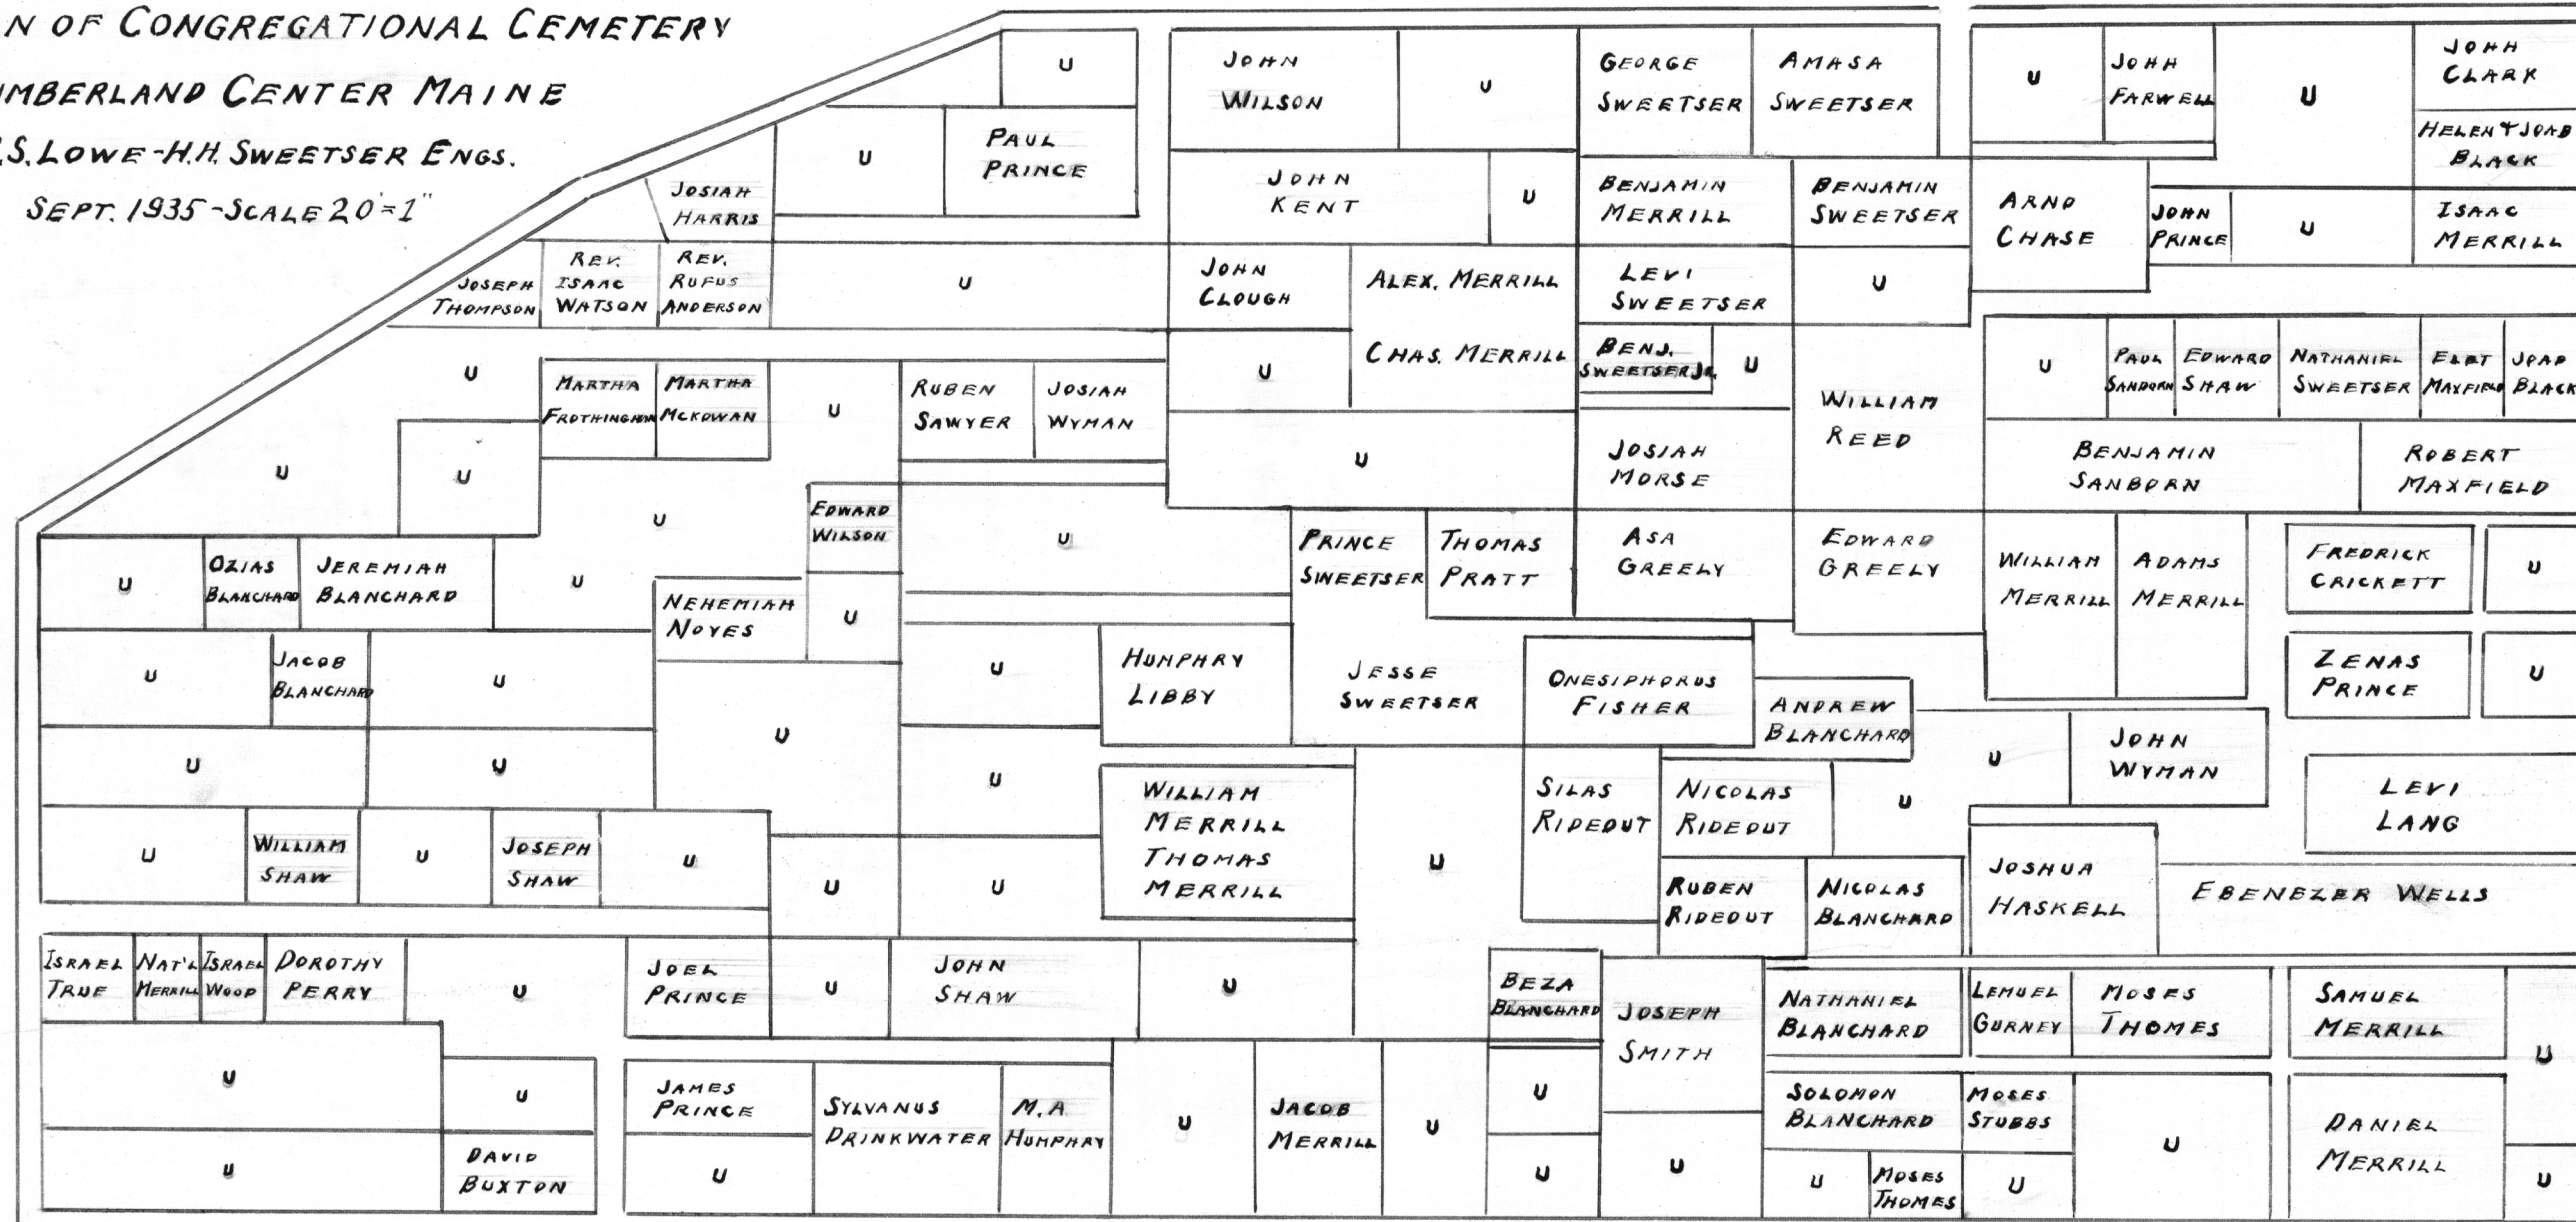 N OF CONGREGATIONAL CEMETERY
UMBERLAND CENTER MAINE
.S. LOWE - H.H. SWEETSER ENGS.
SEPT. 1935 - SCALE 20'=1"
U
JOHN
WILSON
U
GEORGE
SWEETSER
AMASA
SWEETSER
U
JOHN
FARWELL
U
JOHN
CLARK
HELEN & JOAB
BLACK
U
PAUL
PRINCE
JOSIAH
HARRIS
JOHN
KENT
U
BENJAMIN
MERRILL
BENJAMIN
SWEETSER
ARNO
CHASE
JOHN
PRINCE
U
ISAAC
MERRILL
JOSEPH
THOMPSON
REV.
ISAAC
WATSON
REV.
RUFUS
ANDERSON
U
JOHN
CLOUGH
ALEX. MERRILL
CHAS. MERRILL
LEVI
SWEETSER
U
U
MARTHA
FROTHINGHAM
MARTHA
MCKOWAN
U
RUBEN
SAWYER
JOSIAH
WYMAN
U
BENJ.
SWEETSER JR.
U
WILLIAM
REED
U
PAUL
SANBORN
EDWARD
SHAW
NATHANIEL
SWEETSER
ELBT
MAXFIELD
JOAB
BLACK
U
U
U
EDWARD
WILSON
U
JOSIAH
MORSE
BENJAMIN
SANBORN
ROBERT
MAXFIELD
U
OZIAS
BLANCHARD
JEREMIAH
BLANCHARD
U
NEHEMIAH
NOYES
U
U
PRINCE
SWEETSER
THOMAS
PRATT
ASA
GREELY
EDWARD
GREELY
WILLIAM
MERRILL
ADAMS
MERRILL
FREDRICK
CRICKETT
U
U
JACOB
BLANCHARD
U
U
U
HUMPHRY
LIBBY
JESSE
SWEETSER
ONESIPHORUS
FISHER
ANDREW
BLANCHARD
ZENAS
PRINCE
U
U
U
U
WILLIAM
MERRILL
THOMAS
MERRILL
U
SILAS
RIDEOUT
NICOLAS
RIDEOUT
U
U
JOHN
WYMAN
LEVI
LANG
U
WILLIAM
SHAW
U
JOSEPH
SHAW
U
U
U
RUBEN
RIDEOUT
NICOLAS
BLANCHARD
JOSHUA
HASKELL
EBENEZER WELLS
ISRAEL
TRUE
NAT'L
MERRILL
ISRAEL
WOOD
DOROTHY
PERRY
U
JOEL
PRINCE
U
JOHN
SHAW
U
BEZA
BLANCHARD
JOSEPH
SMITH
NATHANIEL
BLANCHARD
LEMUEL
GURNEY
MOSES
THOMES
SAMUEL
MERRILL
U
U
U
JAMES
PRINCE
SYLVANUS
DRINKWATER
M.A
HUMPHRY
U
JACOB
MERRILL
U
U
SOLOMON
BLANCHARD
MOSES
STUBBS
U
DANIEL
MERRILL
U
DAVID
BUXTON
U
U
U
U
MOSES
THOMES
U
U